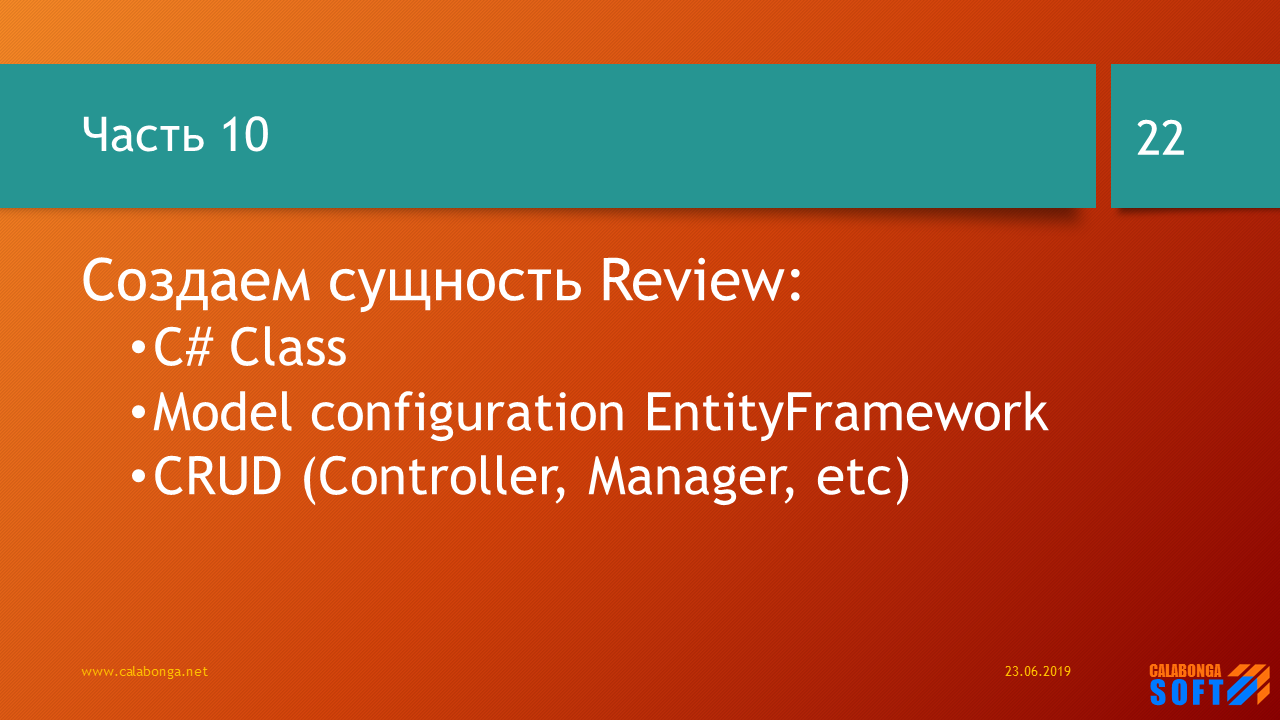 Часть 10
22
Создаем сущность Review:
•C# Class
•Model configuration EntityFramework
•CRUD (Controller, Manager, etc)
www.calabonga.net
23.06.2019
CALABONGA
SOFT